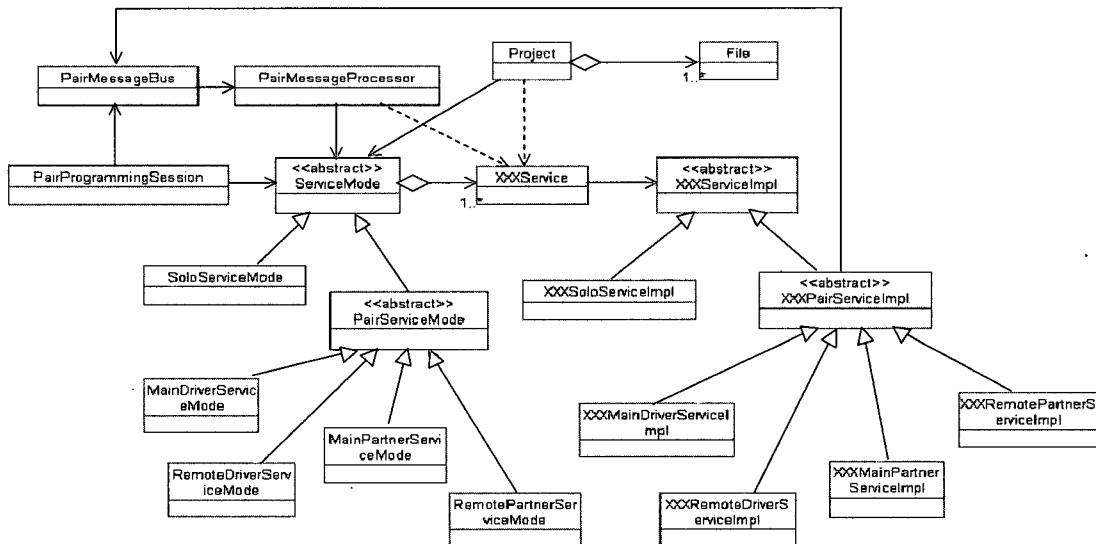 Project
File
1..*
PairMessageBus
PairMessageProcessor
PairProgrammingSession
<<abstract>>
ServiceMode
1..*
XXXService
<<abstract>>
XXXServiceImpl
SoloServiceMode
XXXSoloServiceImpl
<<abstract>>
XXXPairServiceImpl
<<abstract>>
PairServiceMode
MainDriverServic
eMode
MainPartnerServi
ceMode
RemoteDriverServ
iceMode
RemotePartnerSer
viceMode
XXXMainDriverServiceI
mpl
XXXRemotePartnerS
erviceImpl
XXXMainPartner
ServiceImpl
XXXRemoteDriverS
erviceImpl